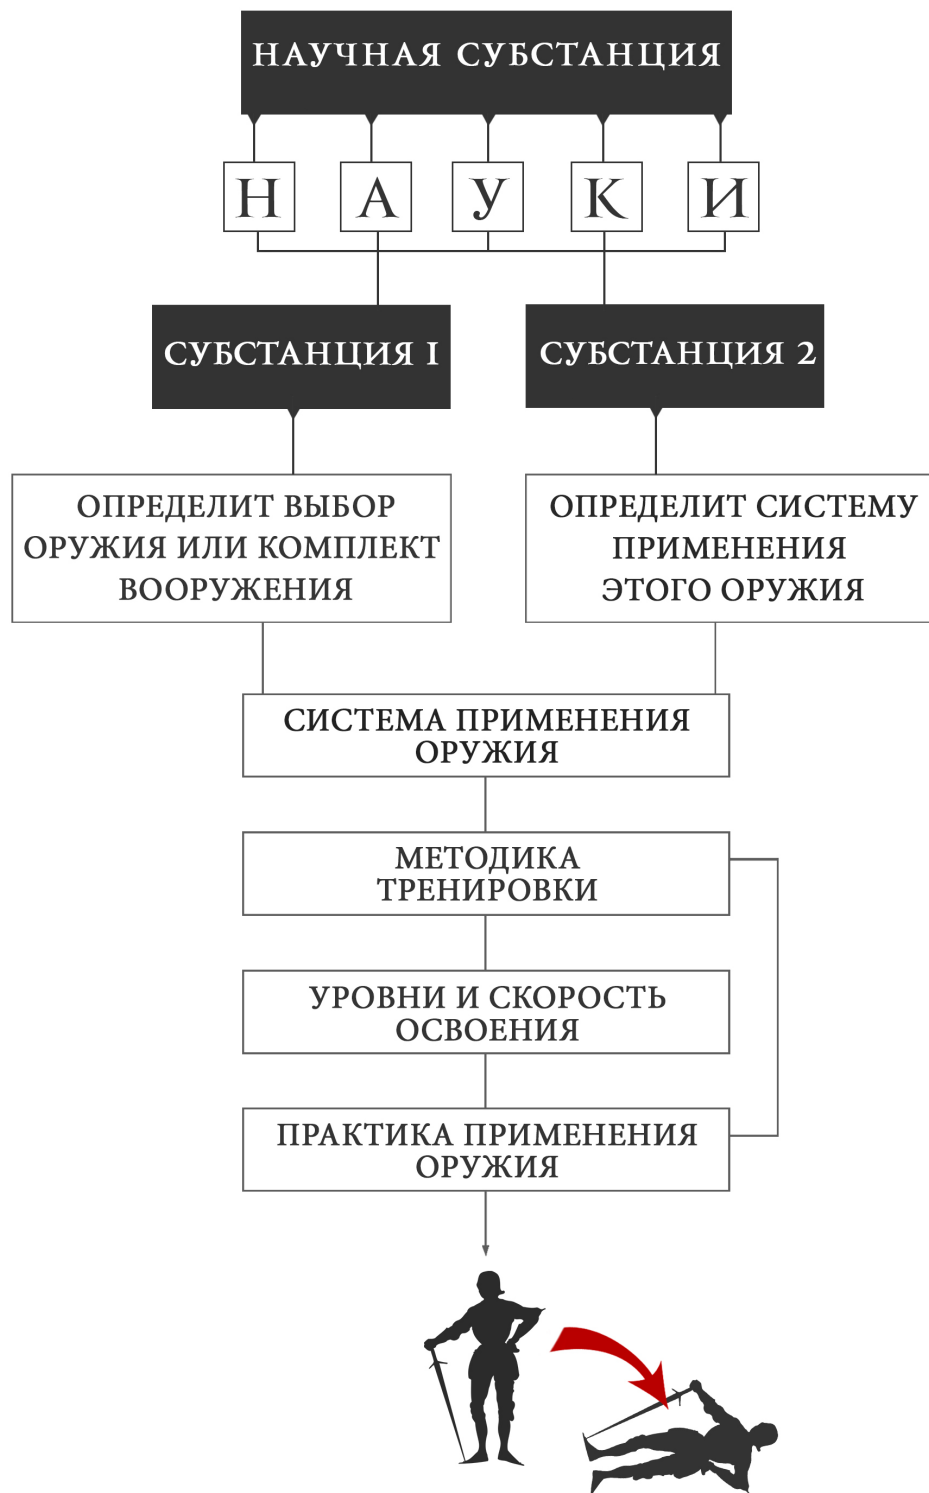 НАУЧНАЯ СУБСТАНЦИЯ
Н А У К И
СУБСТАНЦИЯ 1
СУБСТАНЦИЯ 2
ОПРЕДЕЛИТ ВЫБОР
ОРУЖИЯ ИЛИ КОМПЛЕКТ
ВООРУЖЕНИЯ
ОПРЕДЕЛИТ СИСТЕМУ
ПРИМЕНЕНИЯ
ЭТОГО ОРУЖИЯ
СИСТЕМА ПРИМЕНЕНИЯ
ОРУЖИЯ
МЕТОДИКА
ТРЕНИРОВКИ
УРОВНИ И СКОРОСТЬ
ОСВОЕНИЯ
ПРАКТИКА ПРИМЕНЕНИЯ
ОРУЖИЯ